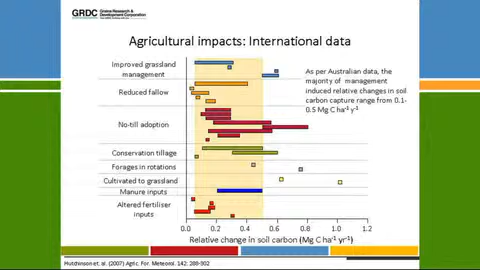 GRDC
Grains Research &
Development Corporation
Agricultural impacts: International data
Improved grassland
management
Reduced fallow
No-till adoption
Conservation tillage
Forages in rotations
Cultivated to grassland
Manure inputs
Altered fertiliser
inputs
0.0 0.2 0.4 0.6 0.8 1.0 1.2
Relative change in soil carbon (Mg C ha⁻¹ yr⁻¹)
As per Australian data, the
majority of management
induced relative changes in soil
carbon capture range from 0.1-
0.5 Mg C ha⁻¹ y⁻¹
Hutchinson et. al. (2007) Agric. For. Meteorol. 142: 288-302